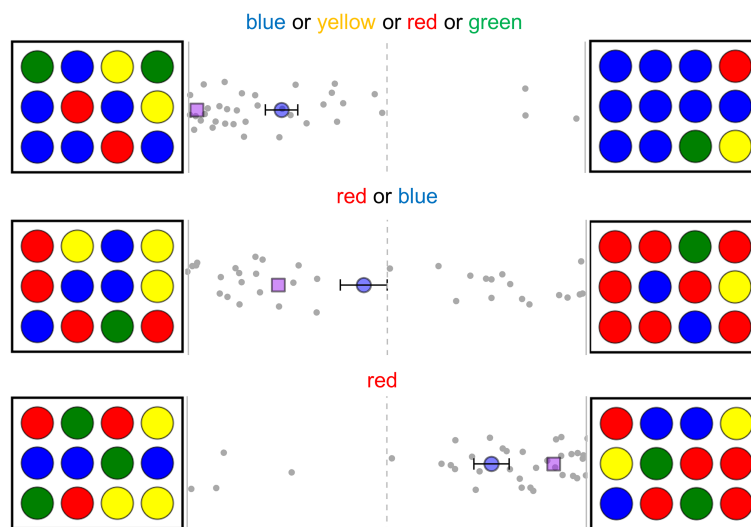 blue or yellow or red or green
red or blue
red